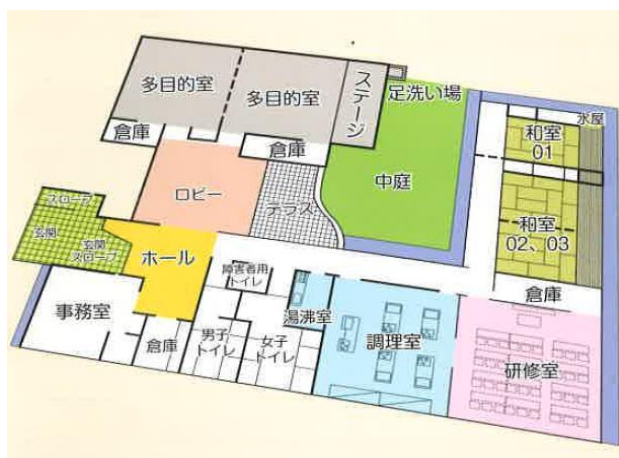 多目的室
多目的室
ステージ
足洗い場
水屋
和室
01
倉庫
倉庫
ロビー
テラス
中庭
和室
02、03
スロープ
玄関
玄関
スロープ
ホール
障害者用
トイレ
倉庫
事務室
倉庫
男子
トイレ
女子
トイレ
湯沸室
調理室
研修室